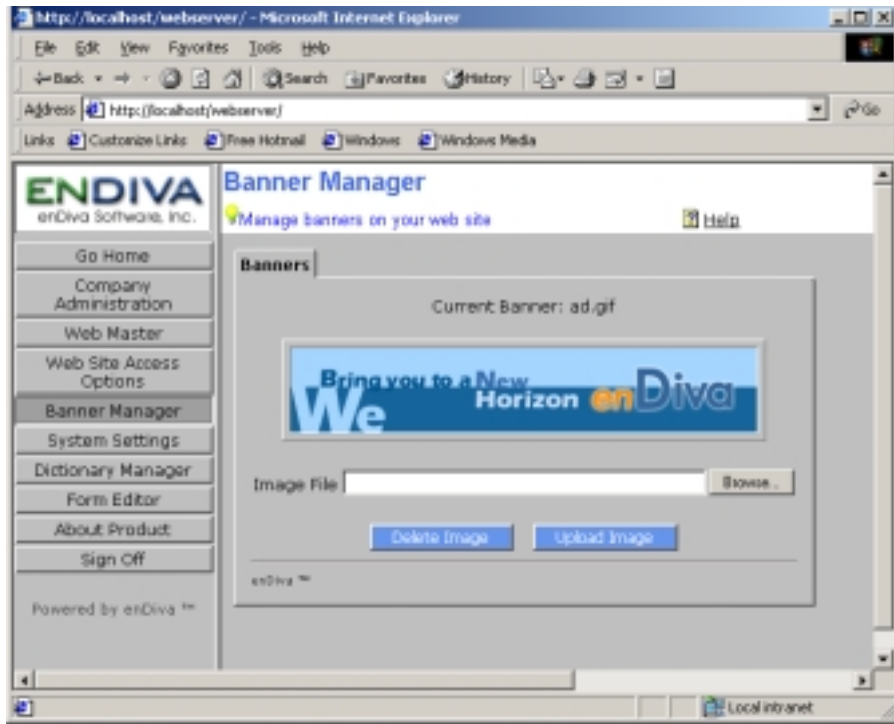 http://localhost/webserver/ - Microsoft Internet Explorer
File Edit View Favorites Tools Help
Back Search Favorites History
Address http://localhost/webserver/ Go
Links Customize Links Free Hotmail Windows Windows Media
ENDIVA
enDiva Software, Inc.
Banner Manager
Manage banners on your web site
Help
Go Home
Company
Administration
Web Master
Web Site Access
Options
Banner Manager
System Settings
Dictionary Manager
Form Editor
About Product
Sign Off
Powered by enDiva ™
Banners
Current Banner: ad.gif
We
Bring you to a New
Horizon enDiva
Image File
Browse...
Delete Image
Upload Image
enDiva ™
Local intranet